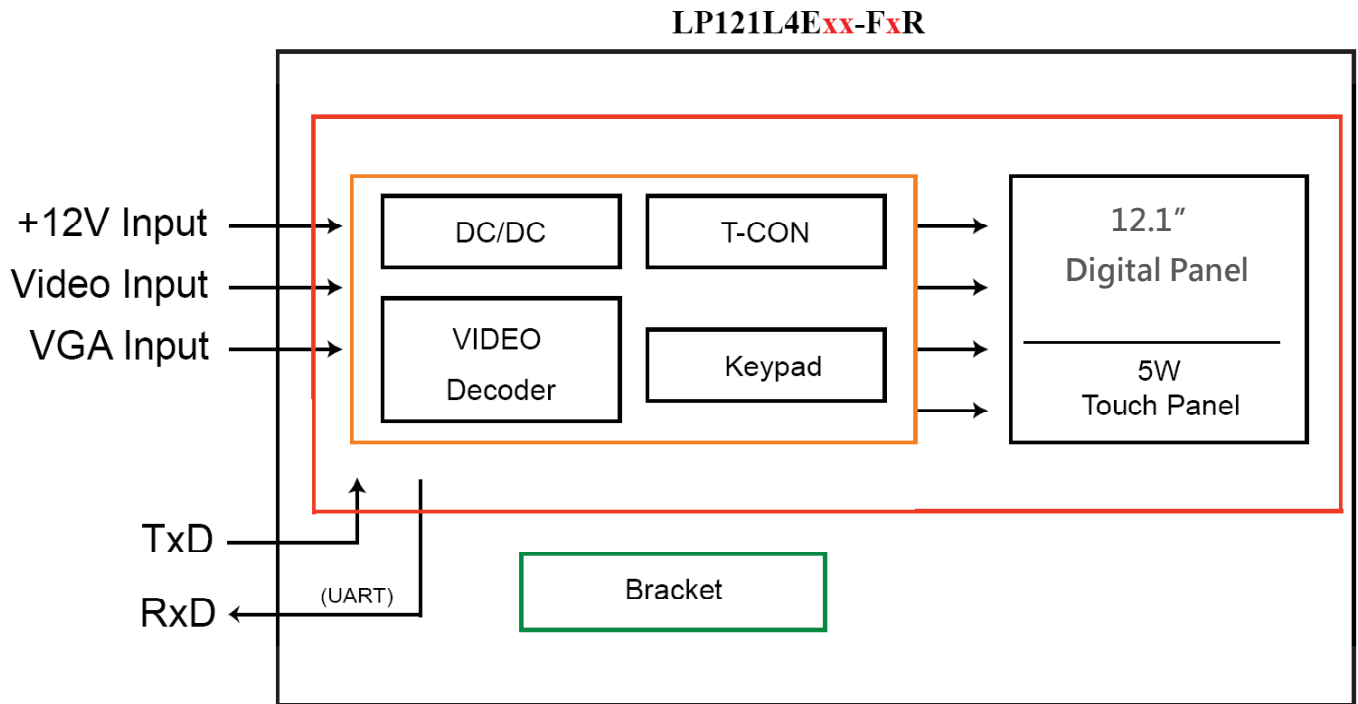 LP121L4Exx-FxR
+12V Input
Video Input
VGA Input
DC/DC
T-CON
VIDEO
Decoder
Keypad
12.1”
Digital Panel
5W
Touch Panel
TxD
RxD
(UART)
Bracket